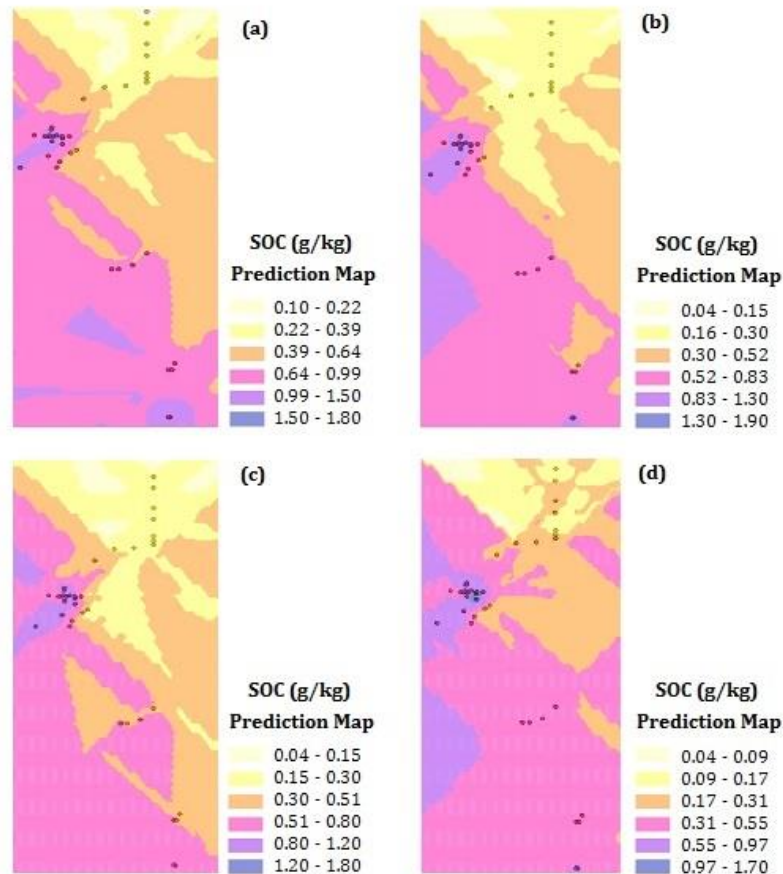 (a)
SOC (g/kg)
Prediction Map
0.10 - 0.22
0.22 - 0.39
0.39 - 0.64
0.64 - 0.99
0.99 - 1.50
1.50 - 1.80
(b)
SOC (g/kg)
Prediction Map
0.04 - 0.15
0.16 - 0.30
0.30 - 0.52
0.52 - 0.83
0.83 - 1.30
1.30 - 1.90
(c)
SOC (g/kg)
Prediction Map
0.04 - 0.15
0.15 - 0.30
0.30 - 0.51
0.51 - 0.80
0.80 - 1.20
1.20 - 1.80
(d)
SOC (g/kg)
Prediction Map
0.04 - 0.09
0.09 - 0.17
0.17 - 0.31
0.31 - 0.55
0.55 - 0.97
0.97 - 1.70